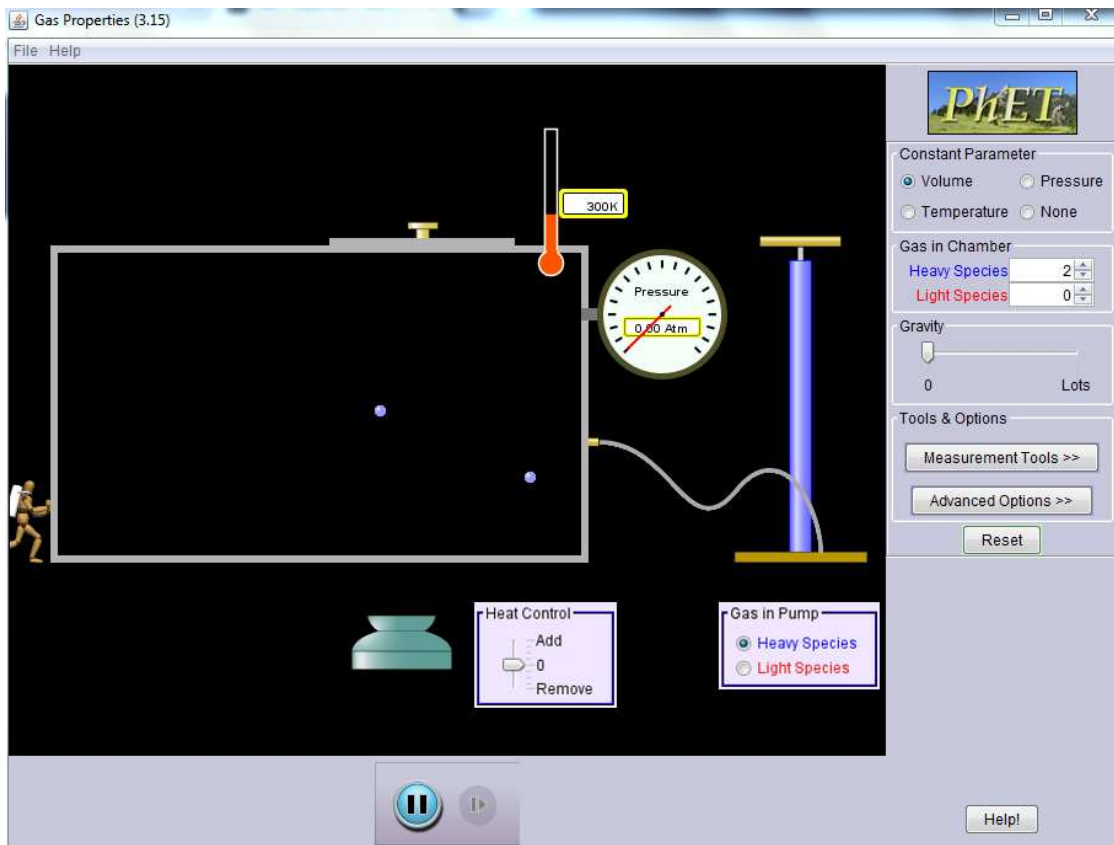 Gas Properties (3.15)
File Help
PhET
Constant Parameter
Volume Pressure
Temperature None
300K
Gas in Chamber
Heavy Species 2
Light Species 0
Pressure
0.00 Atm
Gravity
0 Lots
Tools & Options
Measurement Tools >>
Advanced Options >>
Reset
Heat Control
Add
0
Remove
Gas in Pump
Heavy Species
Light Species
Help!